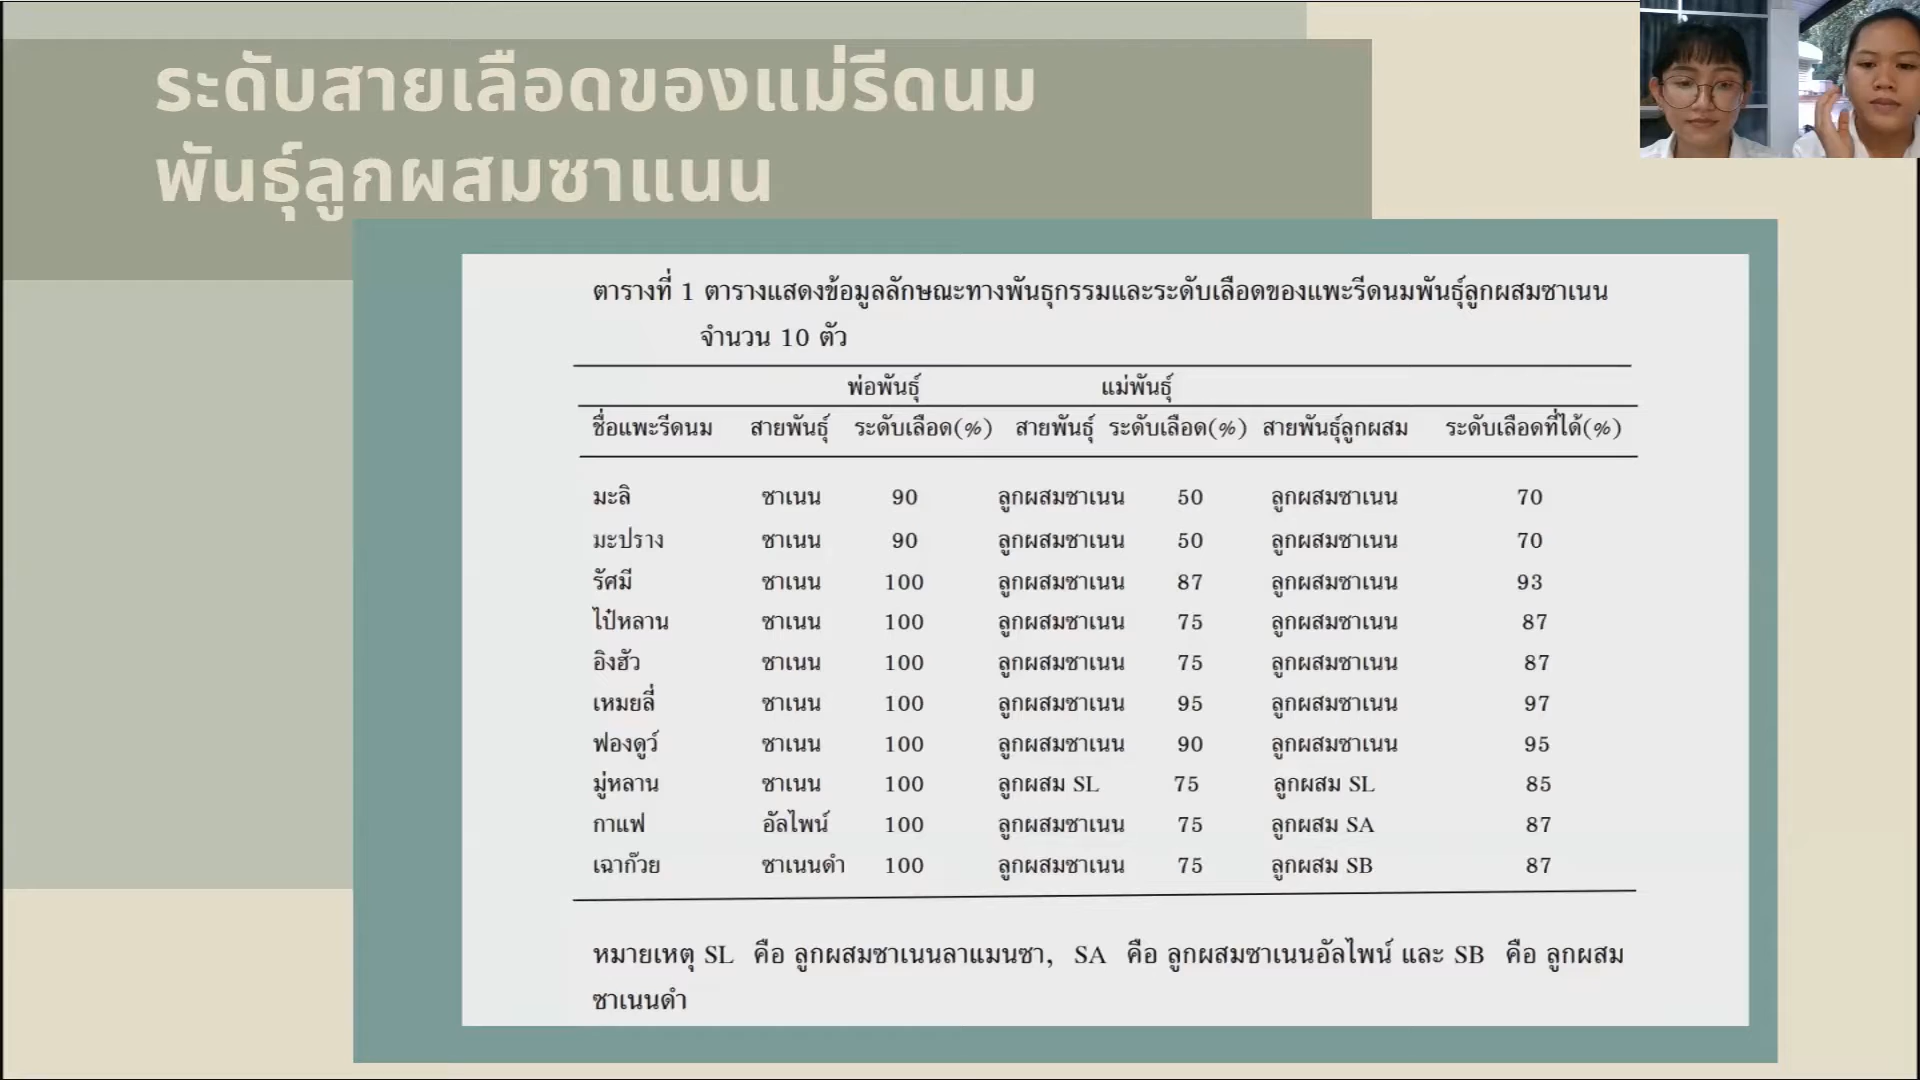 ระดับสายเลือดของแม่รีดนม
พันธุ์ลูกผสมซาแนน
ตารางที่ 1 ตารางแสดงข้อมูลลักษณะทางพันธุกรรมและระดับเลือดของแพะรีดนมพันธุ์ลูกผสมซาเนน
จำนวน 10 ตัว
พ่อพันธุ์ แม่พันธุ์
ชื่อแพะรีดนม สายพันธุ์ ระดับเลือด(%) สายพันธุ์ ระดับเลือด(%) สายพันธุ์ลูกผสม ระดับเลือดที่ได้(%)
มะลิ ซาเนน 90 ลูกผสมซาเนน 50 ลูกผสมซาเนน 70
มะปราง ซาเนน 90 ลูกผสมซาเนน 50 ลูกผสมซาเนน 70
รัศมี ซาเนน 100 ลูกผสมซาเนน 87 ลูกผสมซาเนน 93
ไป๋หลาน ซาเนน 100 ลูกผสมซาเนน 75 ลูกผสมซาเนน 87
อิงฮัว ซาเนน 100 ลูกผสมซาเนน 75 ลูกผสมซาเนน 87
เหมยลี่ ซาเนน 100 ลูกผสมซาเนน 95 ลูกผสมซาเนน 97
ฟองดูว์ ซาเนน 100 ลูกผสมซาเนน 90 ลูกผสมซาเนน 95
มู่หลาน ซาเนน 100 ลูกผสม SL 75 ลูกผสม SL 85
กาแฟ อัลไพน์ 100 ลูกผสมซาเนน 75 ลูกผสม SA 87
เฉาก๊วย ซาเนนดำ 100 ลูกผสมซาเนน 75 ลูกผสม SB 87
หมายเหตุ SL คือ ลูกผสมซาเนนลาแมนซา, SA คือ ลูกผสมซาเนนอัลไพน์ และ SB คือ ลูกผสม
ซาเนนดำ